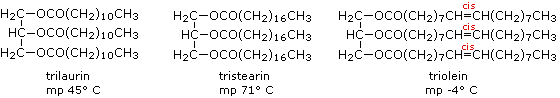 H₂C—OCO(CH₂)₁₀CH₃
HC—OCO(CH₂)₁₀CH₃
H₂C—OCO(CH₂)₁₀CH₃
trilaurin
mp 45° C
H₂C—OCO(CH₂)₁₆CH₃
HC—OCO(CH₂)₁₆CH₃
H₂C—OCO(CH₂)₁₆CH₃
tristearin
mp 71° C
cis
H₂C—OCO(CH₂)₇CH=CH(CH₂)₇CH₃
cis
HC—OCO(CH₂)₇CH=CH(CH₂)₇CH₃
cis
H₂C—OCO(CH₂)₇CH=CH(CH₂)₇CH₃
triolein
mp -4° C